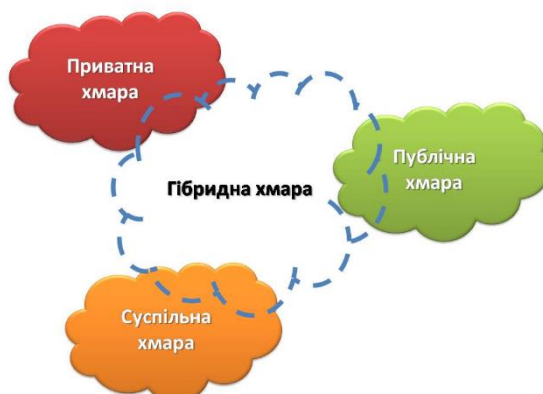 Приватна
хмара
Публічна
хмара
Гібридна хмара
Суспільна
хмара